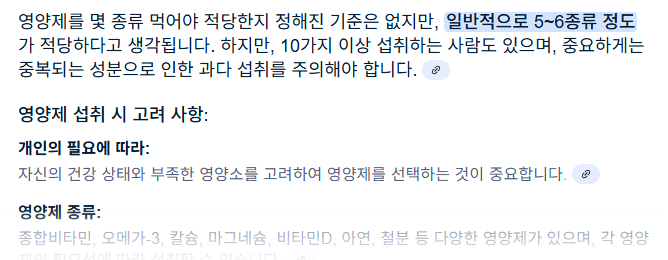 영양제를 몇 종류 먹어야 적당한지 정해진 기준은 없지만, 일반적으로 5~6종류 정도
가 적당하다고 생각됩니다. 하지만, 10가지 이상 섭취하는 사람도 있으며, 중요하게는
중복되는 성분으로 인한 과다 섭취를 주의해야 합니다.
영양제 섭취 시 고려 사항:
개인의 필요에 따라:
자신의 건강 상태와 부족한 영양소를 고려하여 영양제를 선택하는 것이 중요합니다.
영양제 종류:
종합비타민, 오메가-3, 칼슘, 마그네슘, 비타민D, 아연, 철분 등 다양한 영양제가 있으며, 각 영양
제의 필요성에 따라 섭취할 수 있습니다.